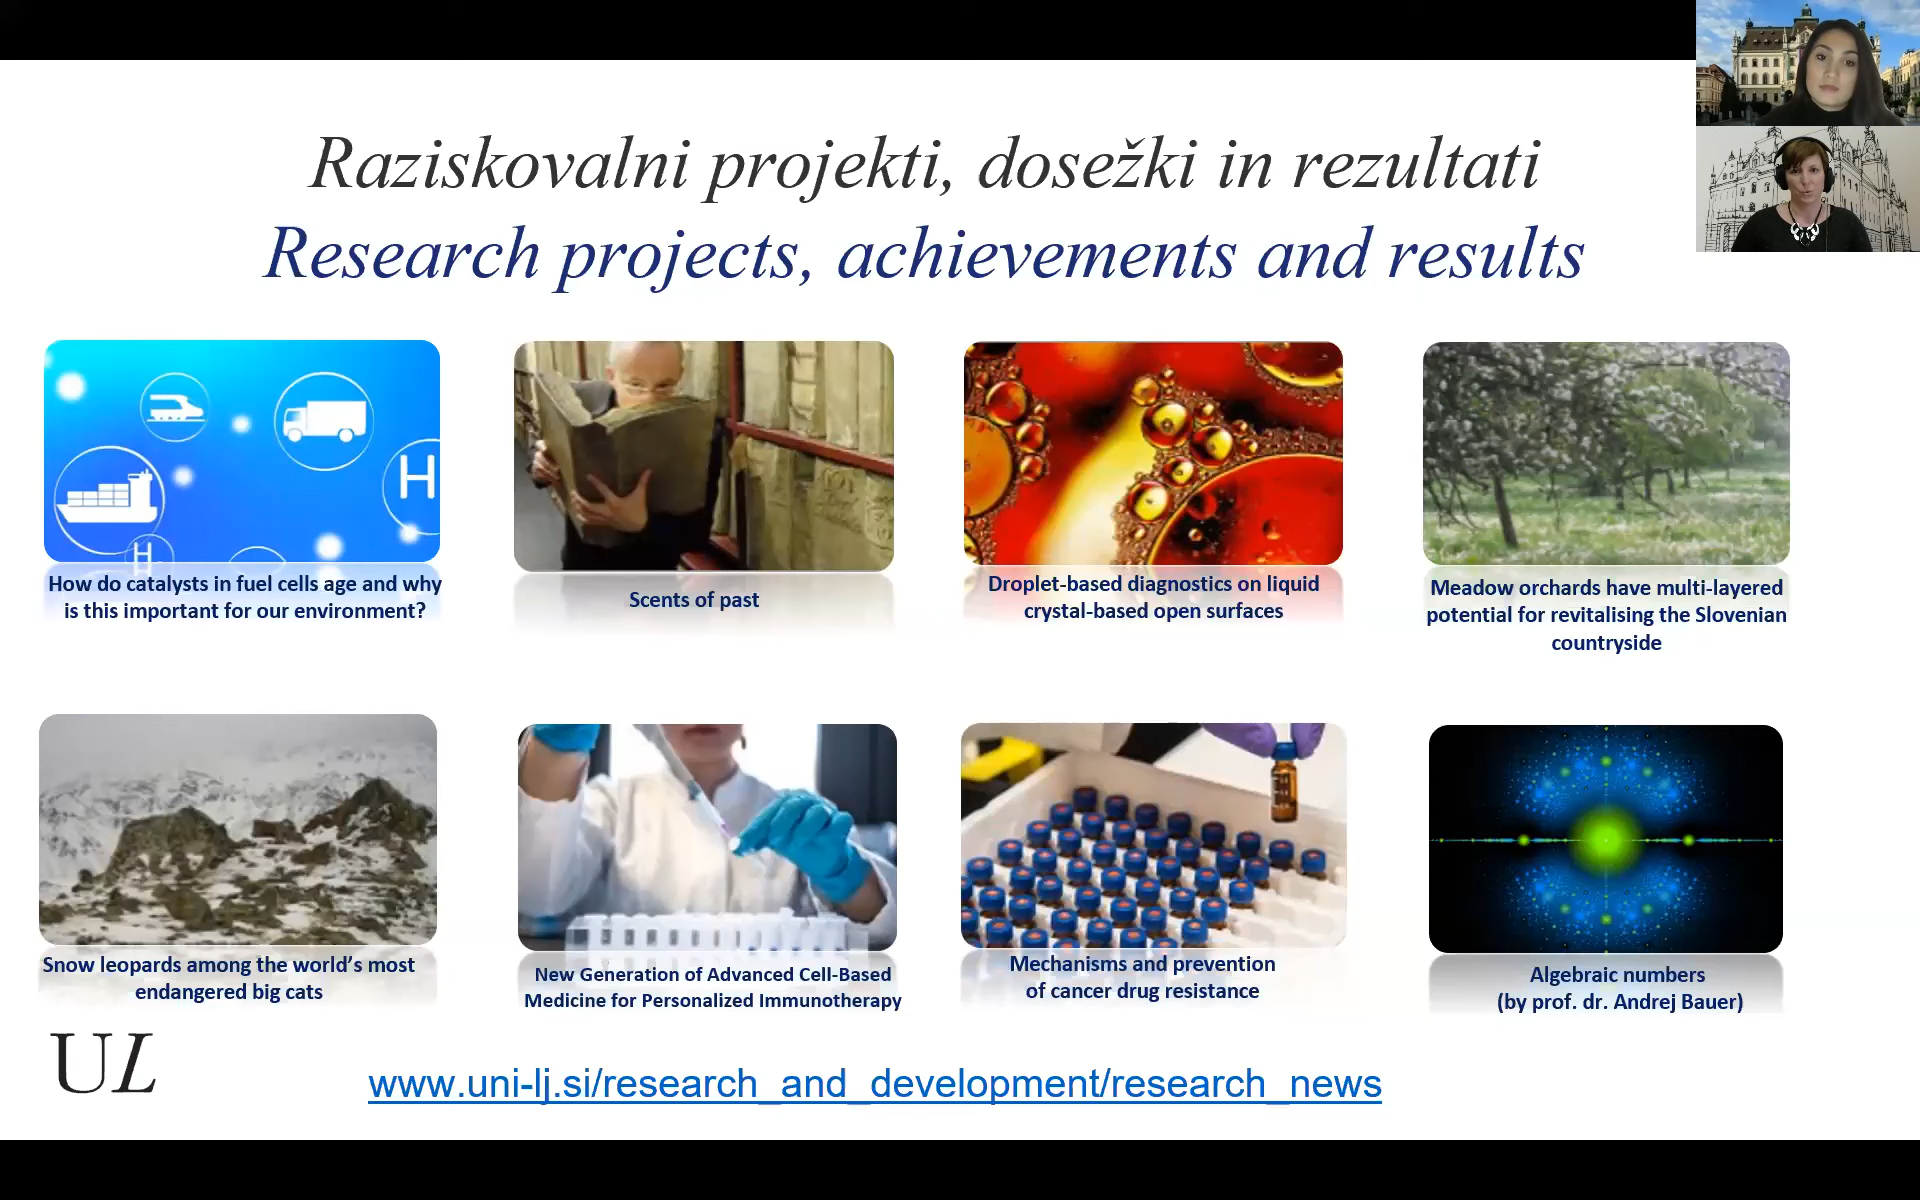 Raziskovalni projekti, dosežki in rezultati
Research projects, achievements and results
H
H
How do catalysts in fuel cells age and why
is this important for our environment?
Scents of past
Droplet-based diagnostics on liquid
crystal-based open surfaces
Meadow orchards have multi-layered
potential for revitalising the Slovenian
countryside
Snow leopards among the world’s most
endangered big cats
New Generation of Advanced Cell-Based
Medicine for Personalized Immunotherapy
Mechanisms and prevention
of cancer drug resistance
Algebraic numbers
(by prof. dr. Andrej Bauer)
UL
www.uni-lj.si/research_and_development/research_news